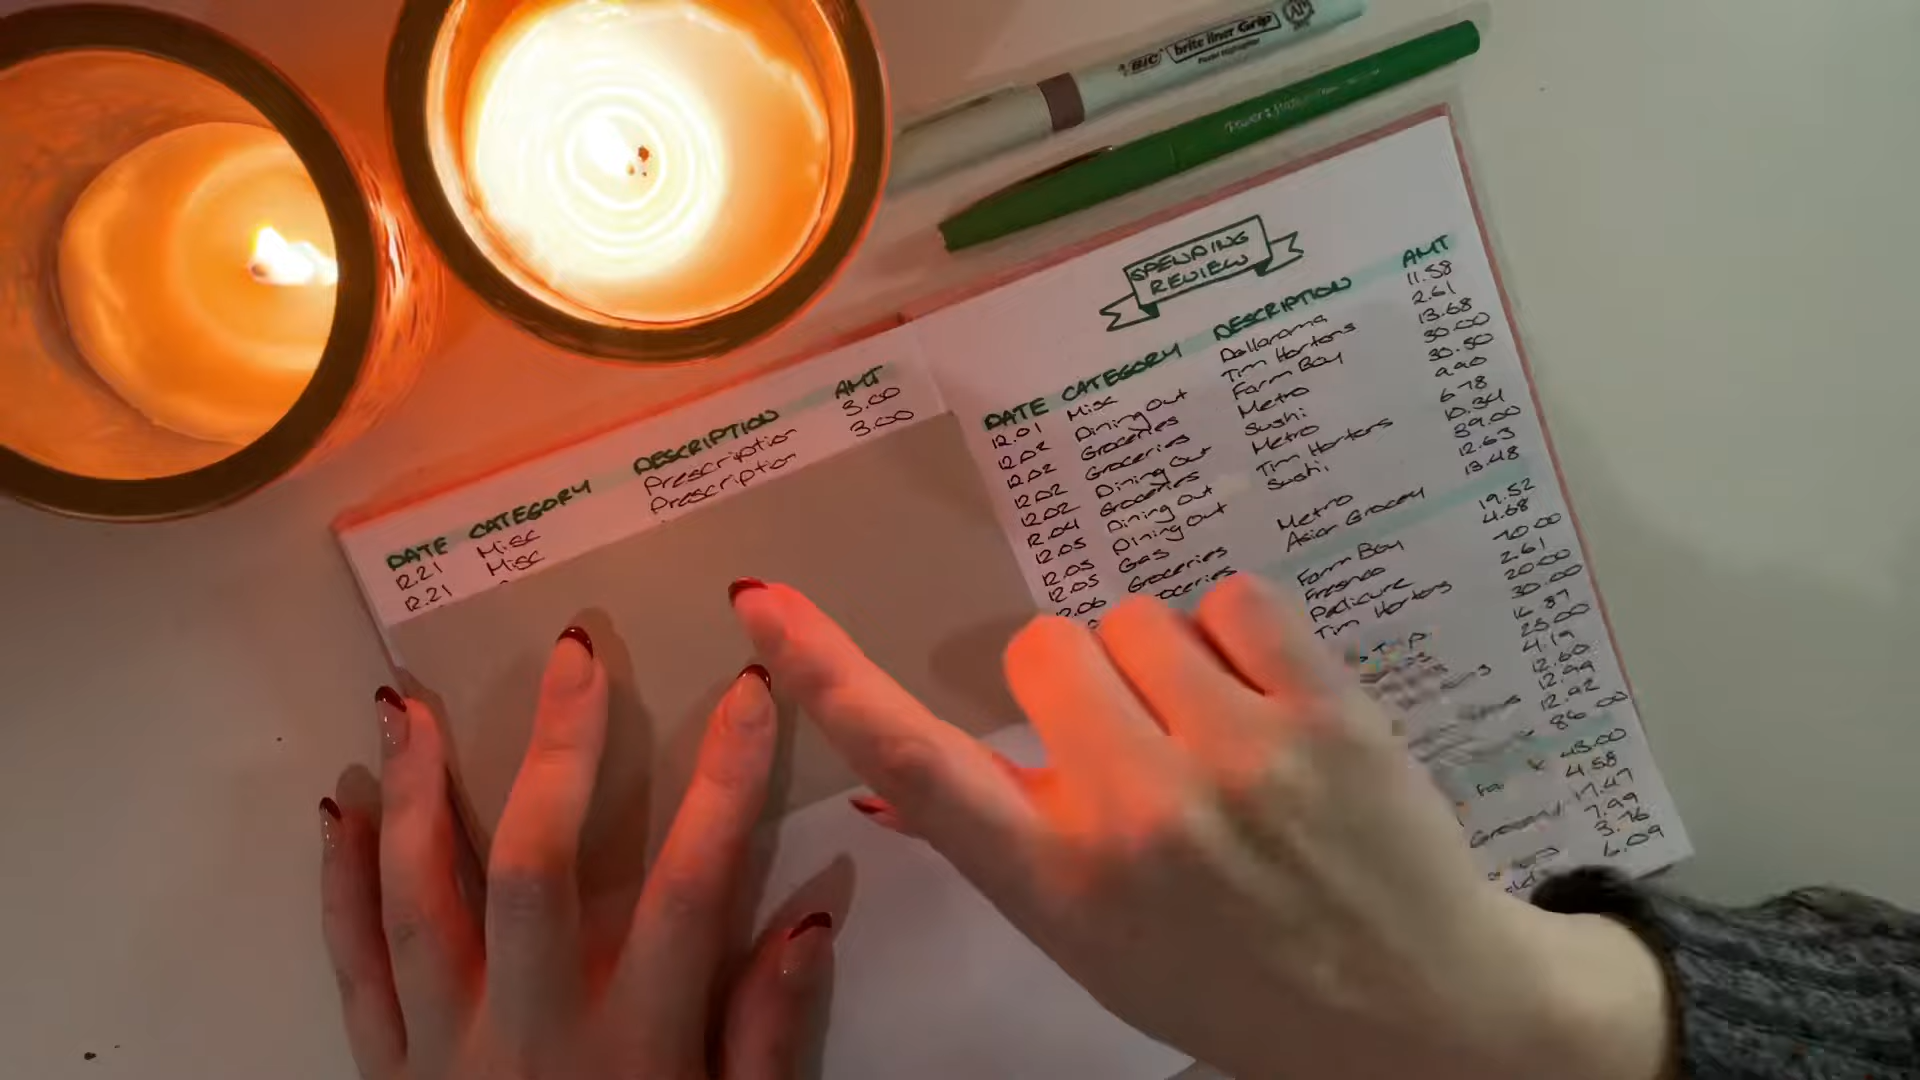 BIC brite liner Grip
Pastel Highlighter
AP
DATE CATEGORY DESCRIPTION AMT
12.21 Misc Prescription 3.00
12.21 Misc Prescription 3.00
SPENDING
REVIEW
DATE CATEGORY DESCRIPTION AMT
12.01 Misc Dollarama 11.58
12.02 Dining Out Tim Hortons 2.61
12.02 Groceries Farm Boy 13.68
12.02 Groceries Metro 30.00
12.02 Dining Out Sushi 30.50
12.04 Groceries Metro 9.90
12.05 Dining Out Tim Hortons 6.78
12.05 Dining Out Sushi 10.34
12.05 Gas 39.00
12.06 Groceries Metro 12.63
oceries Asian Grocery 13.48
Farm Boy 19.52
Fresheo 4.68
Pedicure 70.00
Tim Hortons 2.61
20.00
30.00
16.87
25.00
4.19
12.60
12.99
12.92
86.00
43.00
4.58
Grocery 17.47
7.99
3.76
6.09